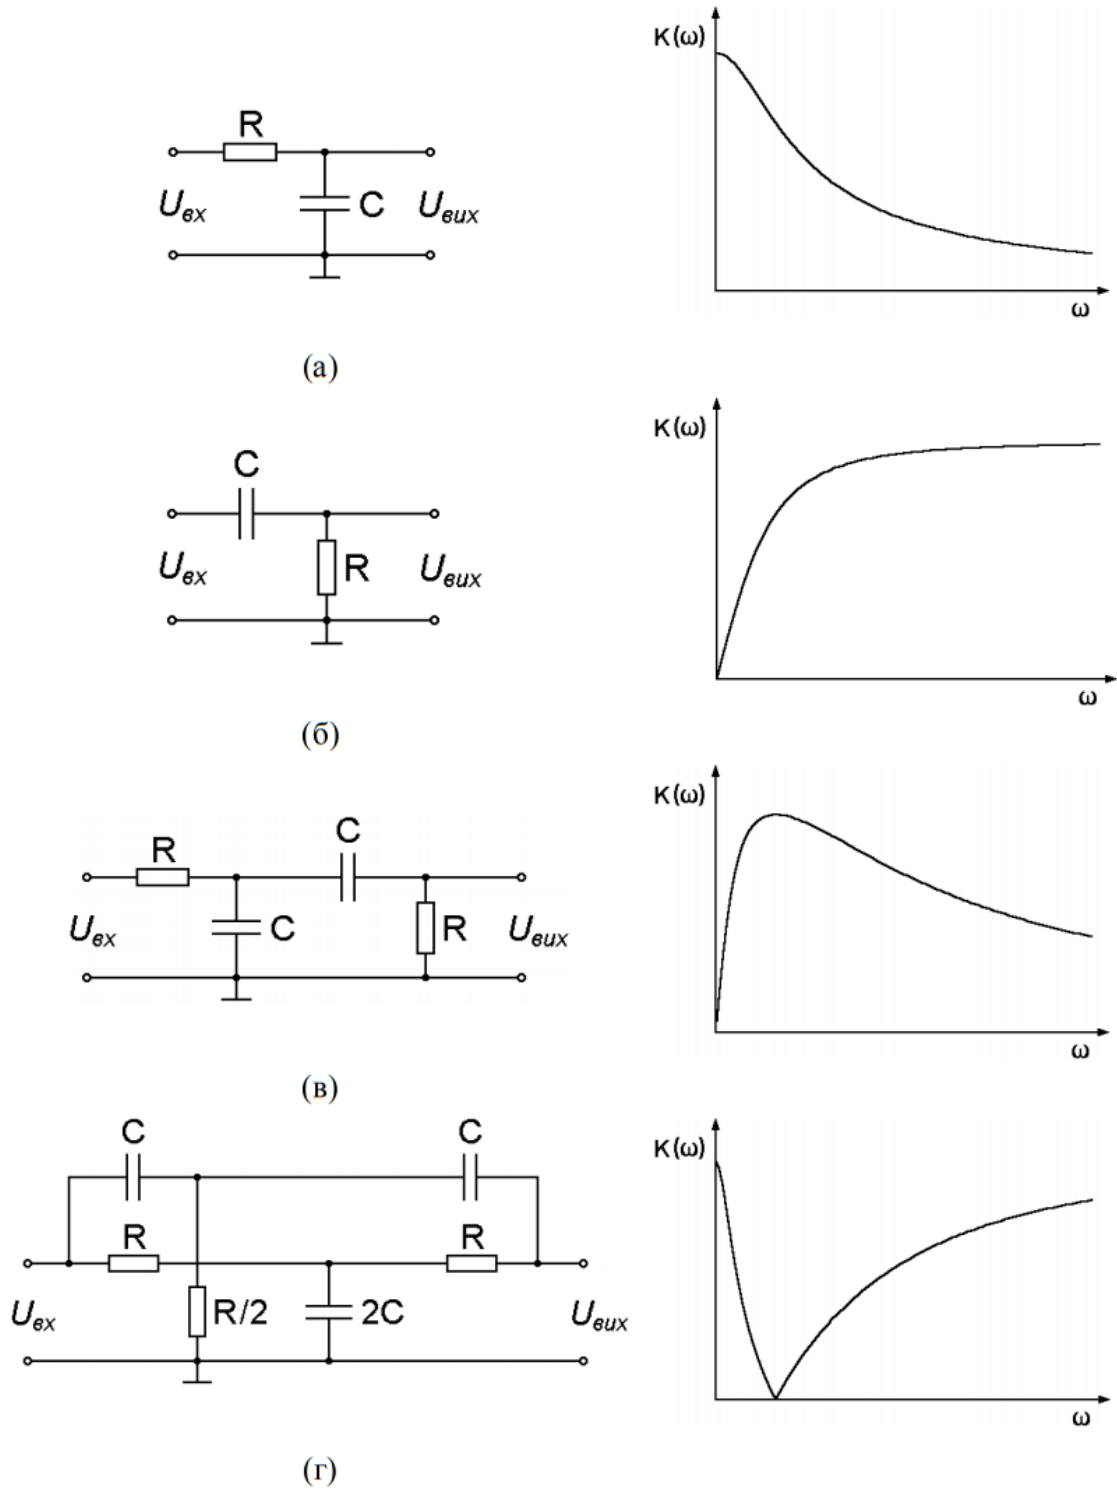 K(ω)
R
C
Uвх
Uвих
ω
(а)
K(ω)
C
R
Uвх
Uвих
ω
(б)
K(ω)
C
R
C
R
Uвх
Uвих
ω
(в)
C
C
K(ω)
R
R
R/2
2C
Uвх
Uвих
ω
(г)